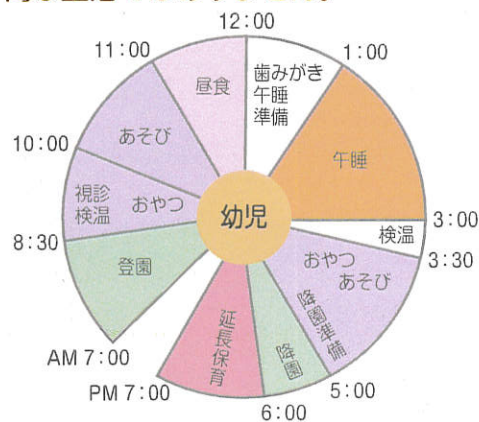 12:00
11:00
1:00
昼食
歯みがき
午睡
準備
あそび
午睡
10:00
視診
検温
おやつ
幼児
3:00
検温
8:30
3:30
登園
おやつ
あそび
降園準備
延長保育
降園
AM 7:00
PM 7:00
5:00
6:00